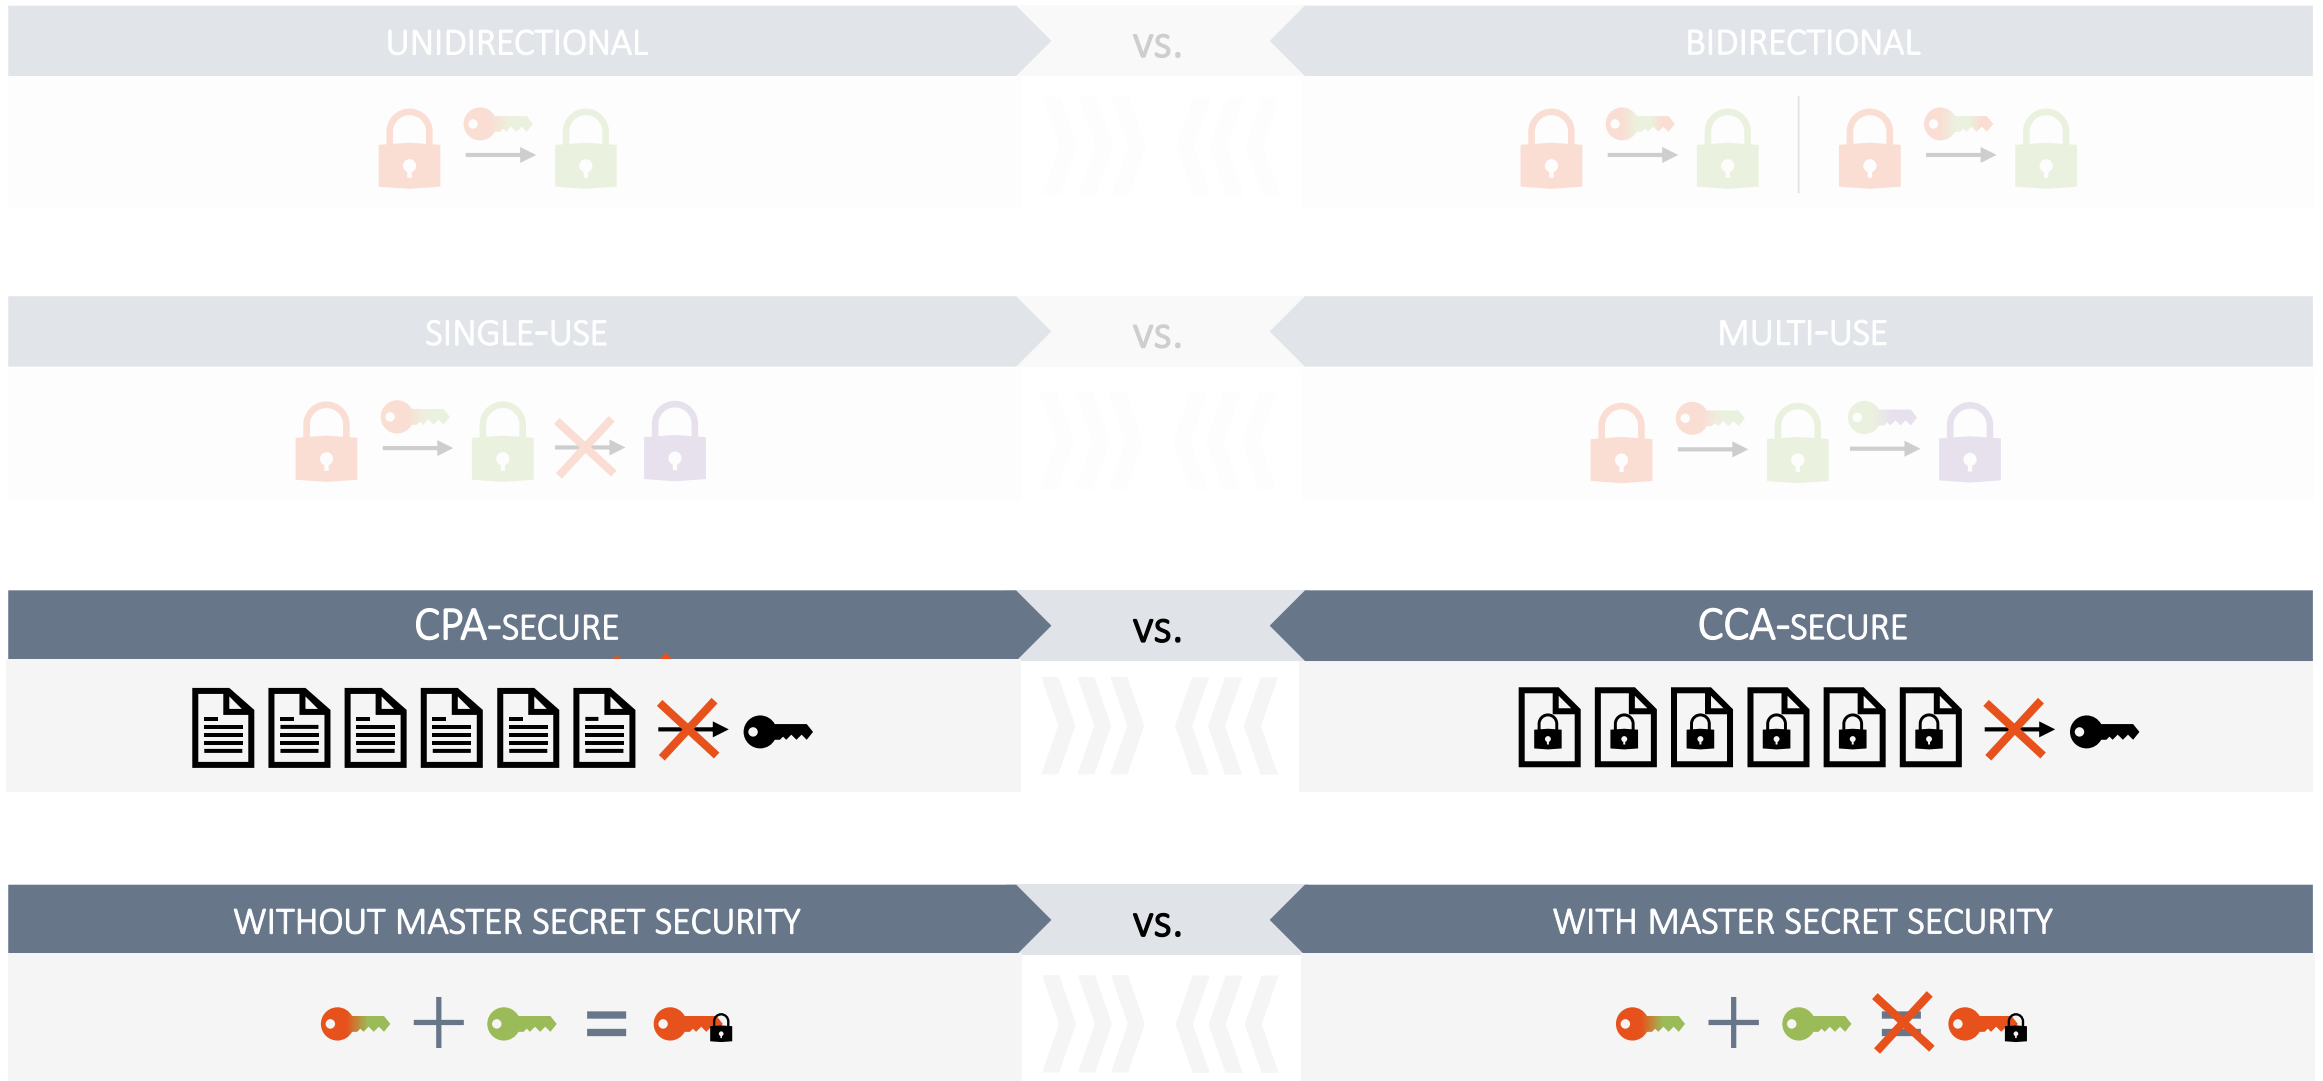 UNIDIRECTIONAL vs. BIDIRECTIONAL
SINGLE-USE vs. MULTI-USE
CPA-SECURE vs. CCA-SECURE
WITHOUT MASTER SECRET SECURITY vs. WITH MASTER SECRET SECURITY